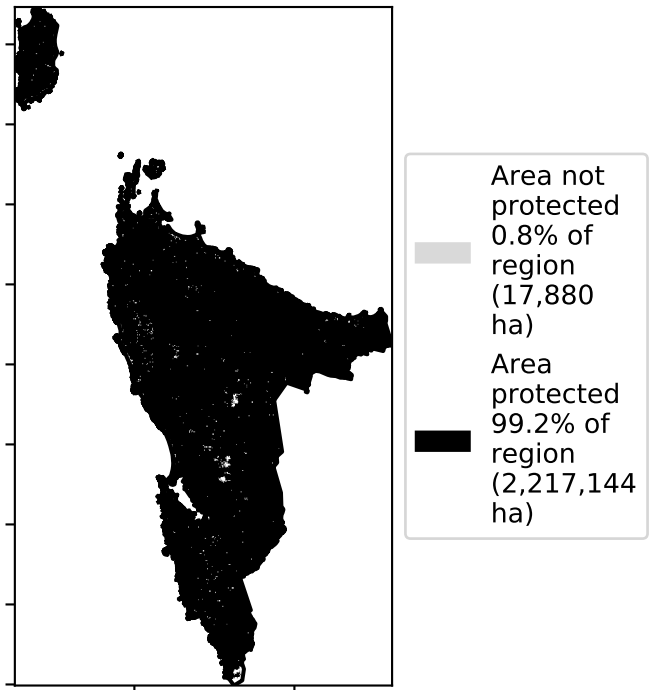 Area not
protected
0.8% of
region
(17,880
ha)
Area
protected
99.2% of
region
(2,217,144
ha)